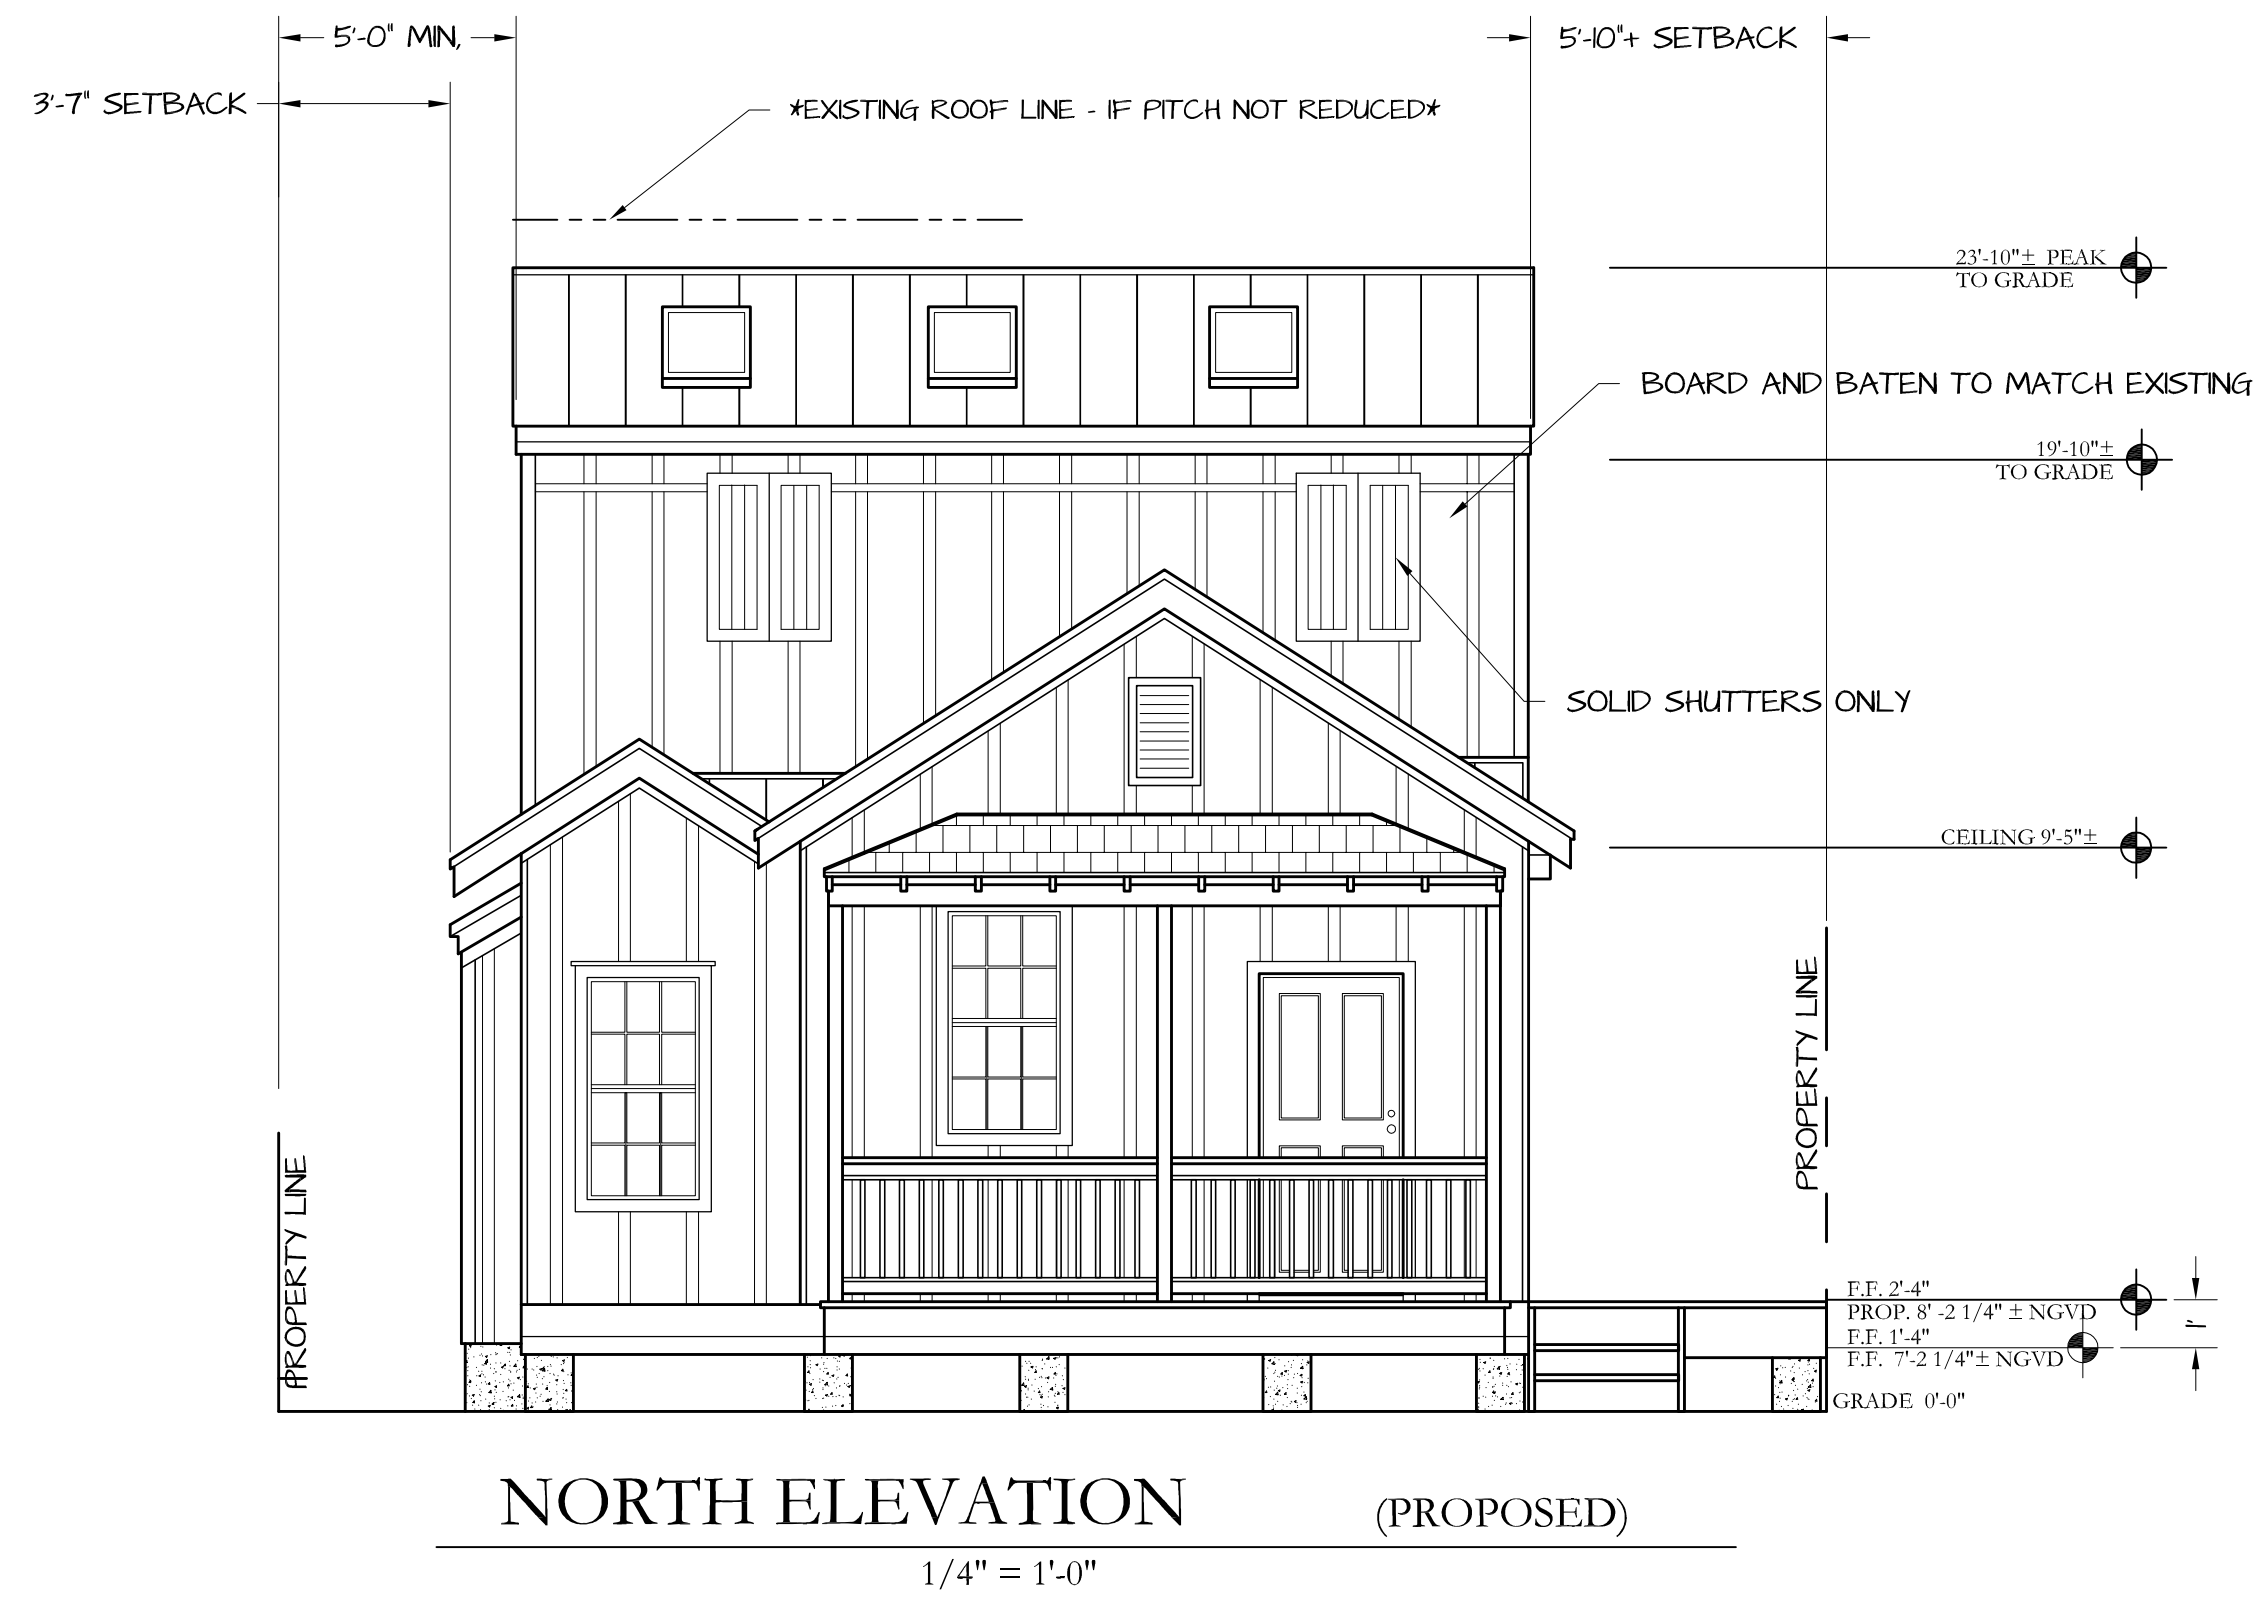 5'-0" MIN,
5'-10"+ SETBACK
3'-7" SETBACK
*EXISTING ROOF LINE - IF PITCH NOT REDUCED*
23'-10"± PEAK
TO GRADE
BOARD AND BATEN TO MATCH EXISTING
19'-10"±
TO GRADE
SOLID SHUTTERS ONLY
CEILING 9'-5"±
PROPERTY LINE
PROPERTY LINE
F.F. 2'-4"
PROP. 8' -2 1/4" ± NGVD
1'
F.F. 1'-4"
F.F. 7'-2 1/4"± NGVD
GRADE 0'-0"
NORTH ELEVATION (PROPOSED)
1/4" = 1'-0"